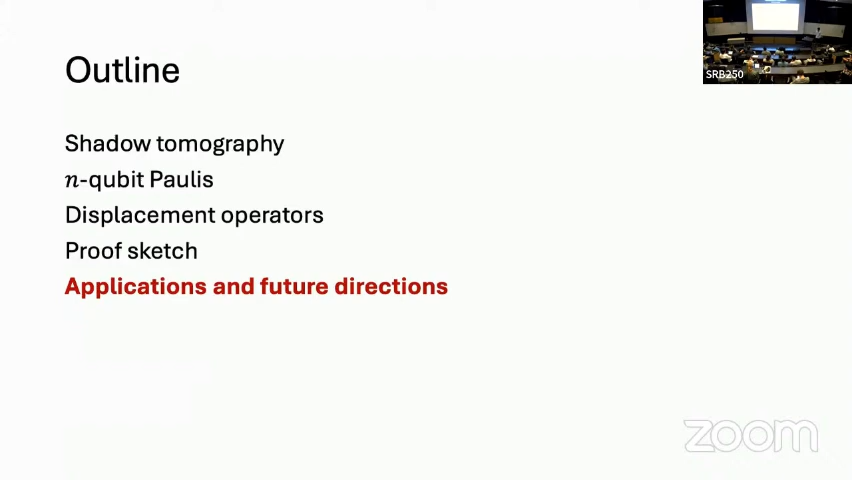 Outline
SRB250
Shadow tomography
n-qubit Paulis
Displacement operators
Proof sketch
Applications and future directions
zoom